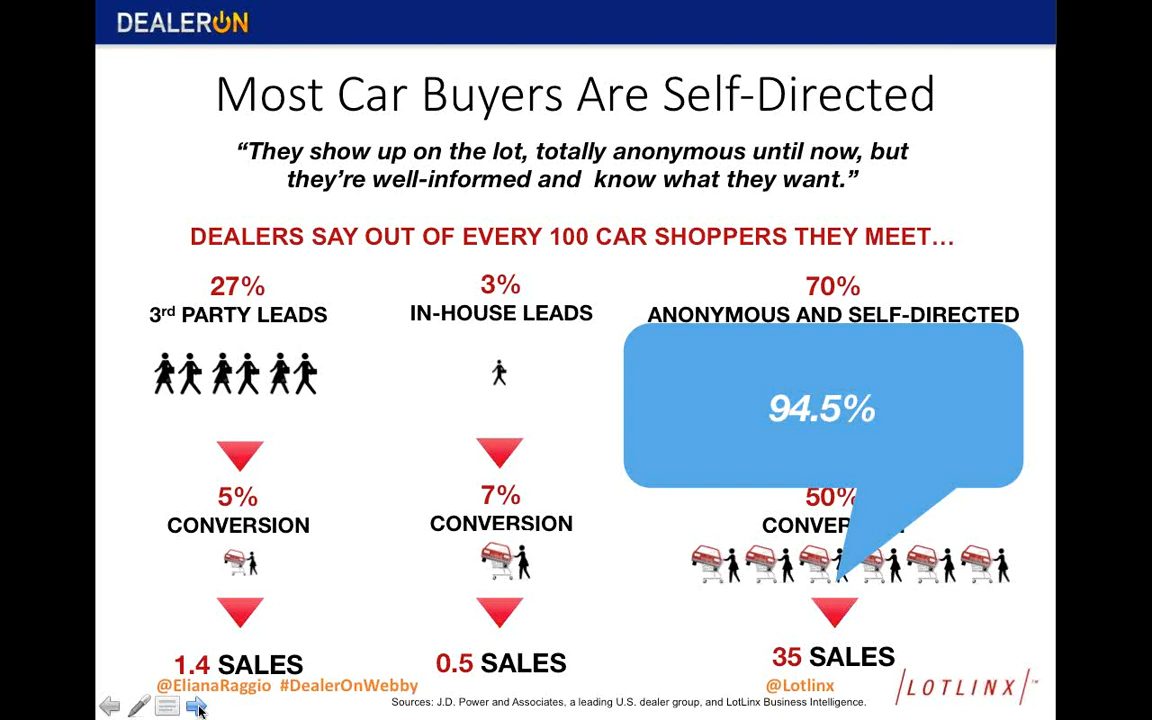 DEALERON
Most Car Buyers Are Self-Directed
“They show up on the lot, totally anonymous until now, but
they’re well-informed and know what they want.”
DEALERS SAY OUT OF EVERY 100 CAR SHOPPERS THEY MEET…
27%
3rd PARTY LEADS
3%
IN-HOUSE LEADS
70%
ANONYMOUS AND SELF-DIRECTED
94.5%
5%
CONVERSION
7%
CONVERSION
50%
CONVER
1.4 SALES
0.5 SALES
35 SALES
@ElianaRaggio #DealerOnWebby
@Lotlinx
LOTLINX™
Sources: J.D. Power and Associates, a leading U.S. dealer group, and LotLinx Business Intelligence.